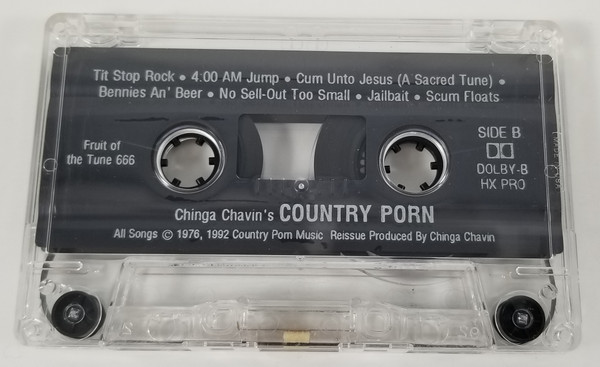 Tit Stop Rock • 4:00 AM Jump • Cum Unto Jesus (A Sacred Tune) •
Bennies An' Beer • No Sell-Out Too Small • Jailbait • Scum Floats
Fruit of
the Tune 666
SIDE B
DOLBY-B
HX PRO
Chinga Chavin's COUNTRY PORN
All Songs © 1976, 1992 Country Porn Music Reissue Produced By Chinga Chavin